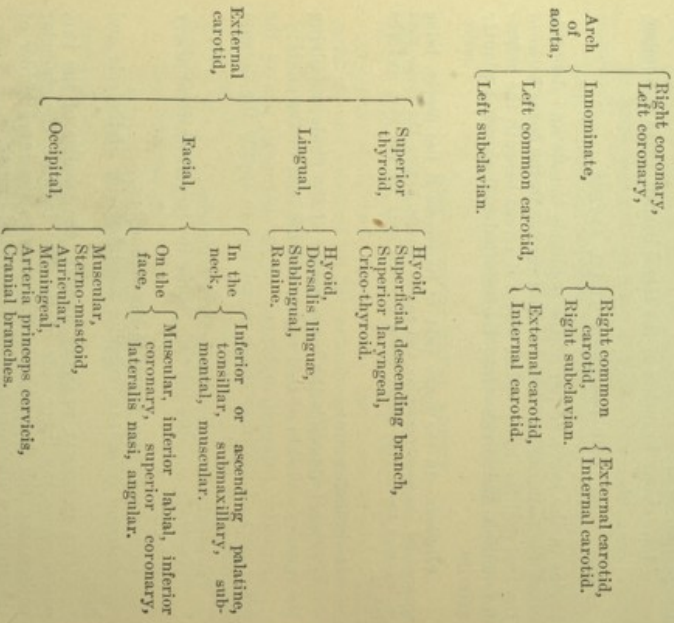 Arch
of
aorta,
Right coronary,
Left coronary,
Innominate,
Right common
carotid,
External carotid,
Internal carotid.
Right subclavian.
Left common carotid,
External carotid,
Internal carotid.
Left subclavian.
External
carotid,
Superior
thyroid,
Hyoid,
Superficial descending branch,
Superior laryngeal,
Crico-thyroid.
Lingual,
Hyoid,
Dorsalis linguæ,
Sublingual,
Ranine.
Facial,
In the
neck,
Inferior or ascending palatine,
tonsillar, submaxillary, sub-
mental, muscular.
On the
face,
Muscular, inferior labial, inferior
coronary, superior coronary,
lateralis nasi, angular.
Occipital,
Muscular,
Sterno-mastoid,
Auricular,
Meningeal,
Arteria princeps cervicis,
Cranial branches.